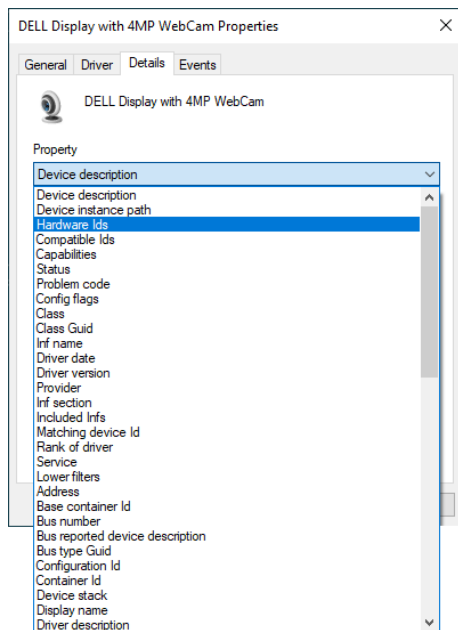 DELL Display with 4MP WebCam Properties
General Driver Details Events
DELL Display with 4MP WebCam
Property
Device description
Device description
Device instance path
Hardware Ids
Compatible Ids
Capabilities
Status
Problem code
Config flags
Class
Class Guid
Inf name
Driver date
Driver version
Provider
Inf section
Included Infs
Matching device Id
Rank of driver
Service
Lower filters
Address
Base container Id
Bus number
Bus reported device description
Bus type Guid
Configuration Id
Container Id
Device stack
Display name
Driver description